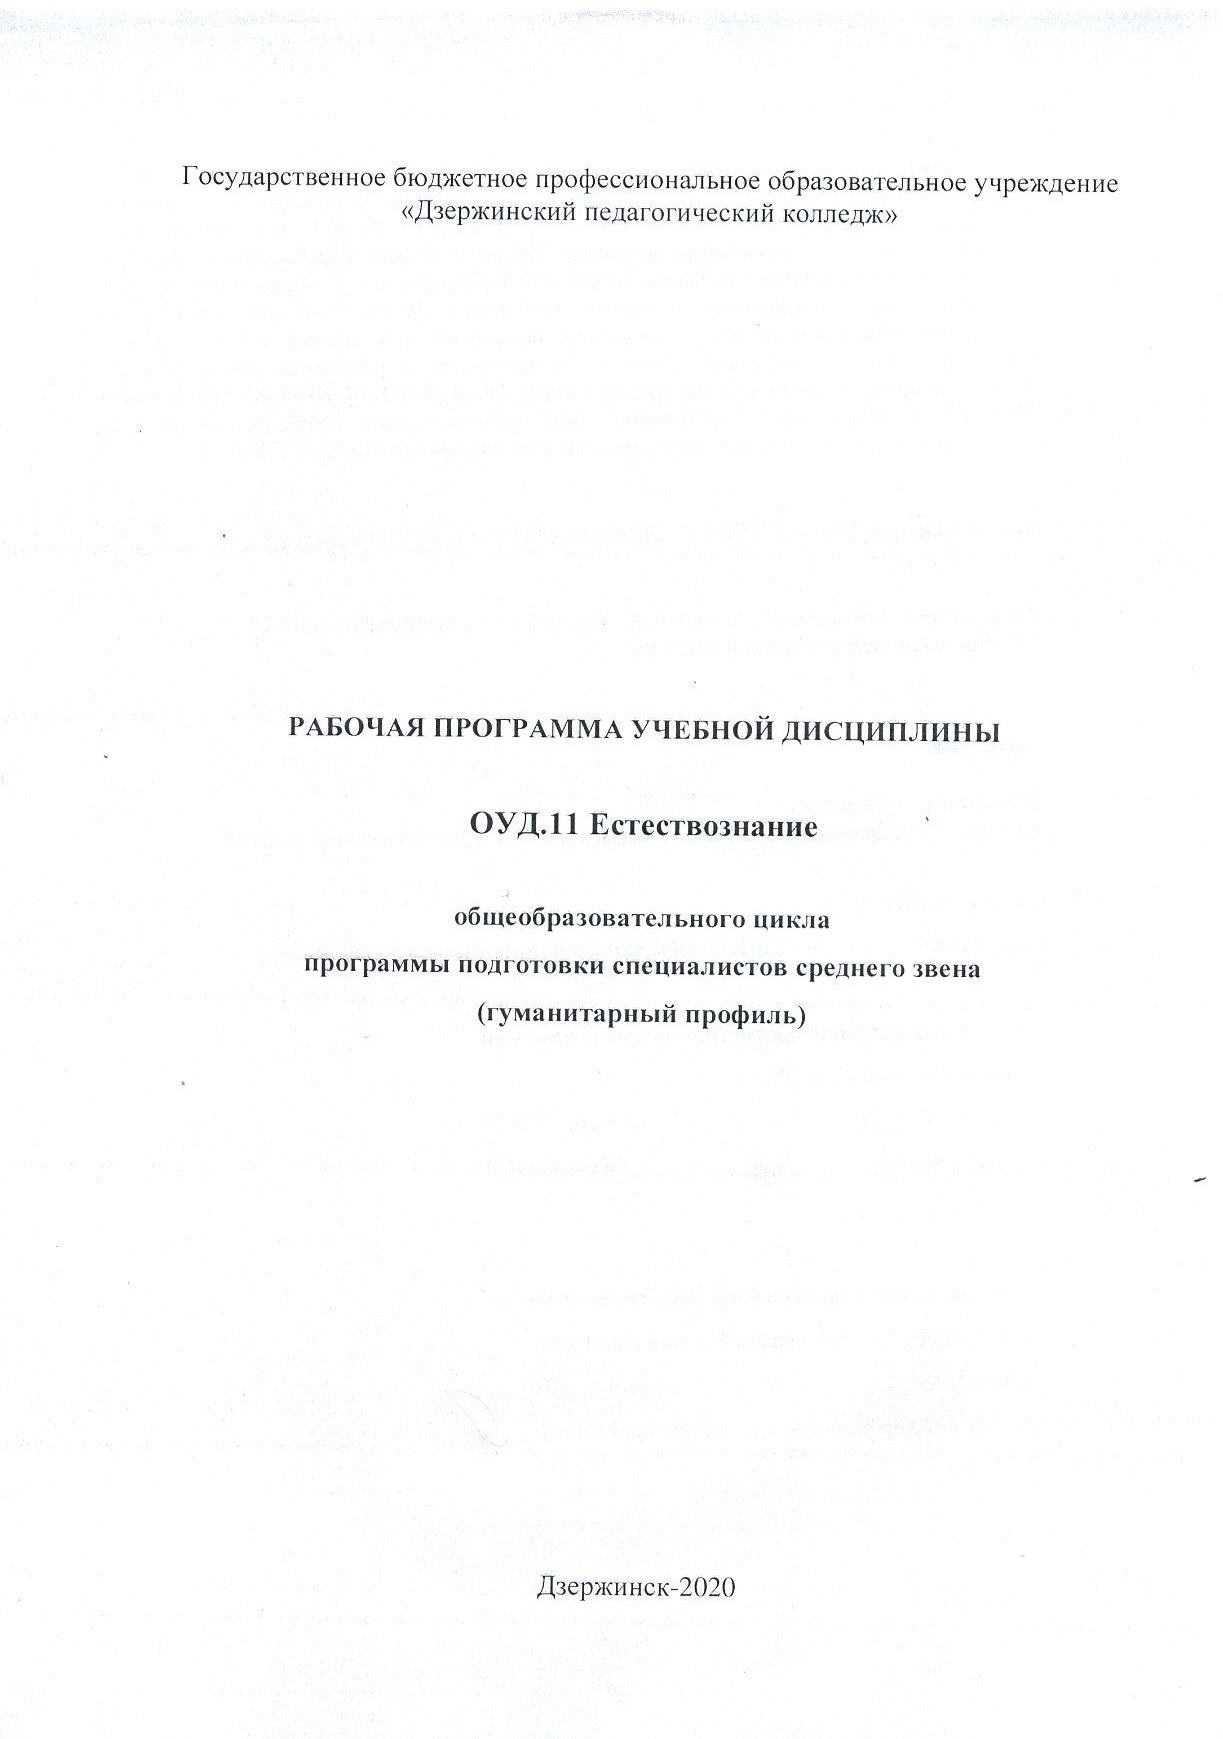 Государственное бюджетное профессиональное образовательное учреждение
«Дзержинский педагогический колледж»
РАБОЧАЯ ПРОГРАММА УЧЕБНОЙ ДИСЦИПЛИНЫ
ОУД.11 Естествознание
общеобразовательного цикла
программы подготовки специалистов среднего звена
(гуманитарный профиль)
Дзержинск-2020